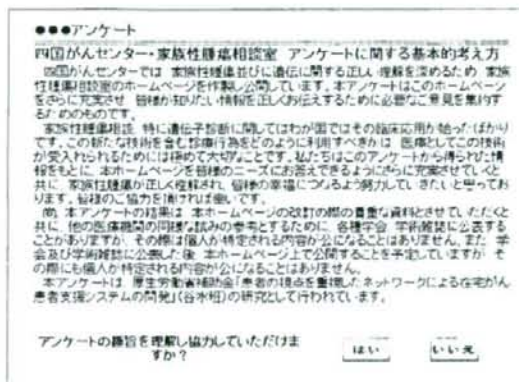 ●●●アンケート
四国がんセンター・家族性腫瘍相談室 アンケートに関する基本的考え方
四国がんセンターでは 家族性腫瘍並びに遺伝に関する正しい理解を深めるため 家族
性腫瘍相談室のホームページを作製し公開しています。本アンケートはこのホームページ
をさらに充実させ 皆様が知りたい情報を正しくお伝えするために必要なご意見を集約す
るためのものです。
家族性腫瘍相談 特に遺伝子診断に関してはわが国ではその臨床応用が始ったばかり
です。この新たな技術を含む診療行為をどのように利用すべきかは 医療としてこの技術
が受入れられるためには極めて大切なことです。私たちはこのアンケートから得られた情
報をもとに、本ホームページを皆様のニーズにお答えできるようにさらに充実させていくと
共に 家族性腫瘍が正しく理解され 皆様の幸福につながるよう努力していきたいと思ってお
ります。皆様のご協力を頂ければ幸いです。
尚 本アンケートの結果は 本ホームページの改訂の際の貴重な資料とさせていただくと
共に 他の医療機関の同様な試みの参考とするために 各種学会 学術雑誌に公表する
ことがありますが その際は個人が特定される内容が公になることはありません。また 学
会及び学術雑誌に公表した後 本ホームページ上で公開することを予定していますが そ
の際にも個人が特定される内容が公になることはありません。
本アンケートは 厚生労働省補助金「患者の視点を重視したネットワークによる在宅がん
患者支援システムの開発」(谷水班)の研究として行われています。
アンケートの趣旨を理解し協力していただけま
すか?
はい いいえ